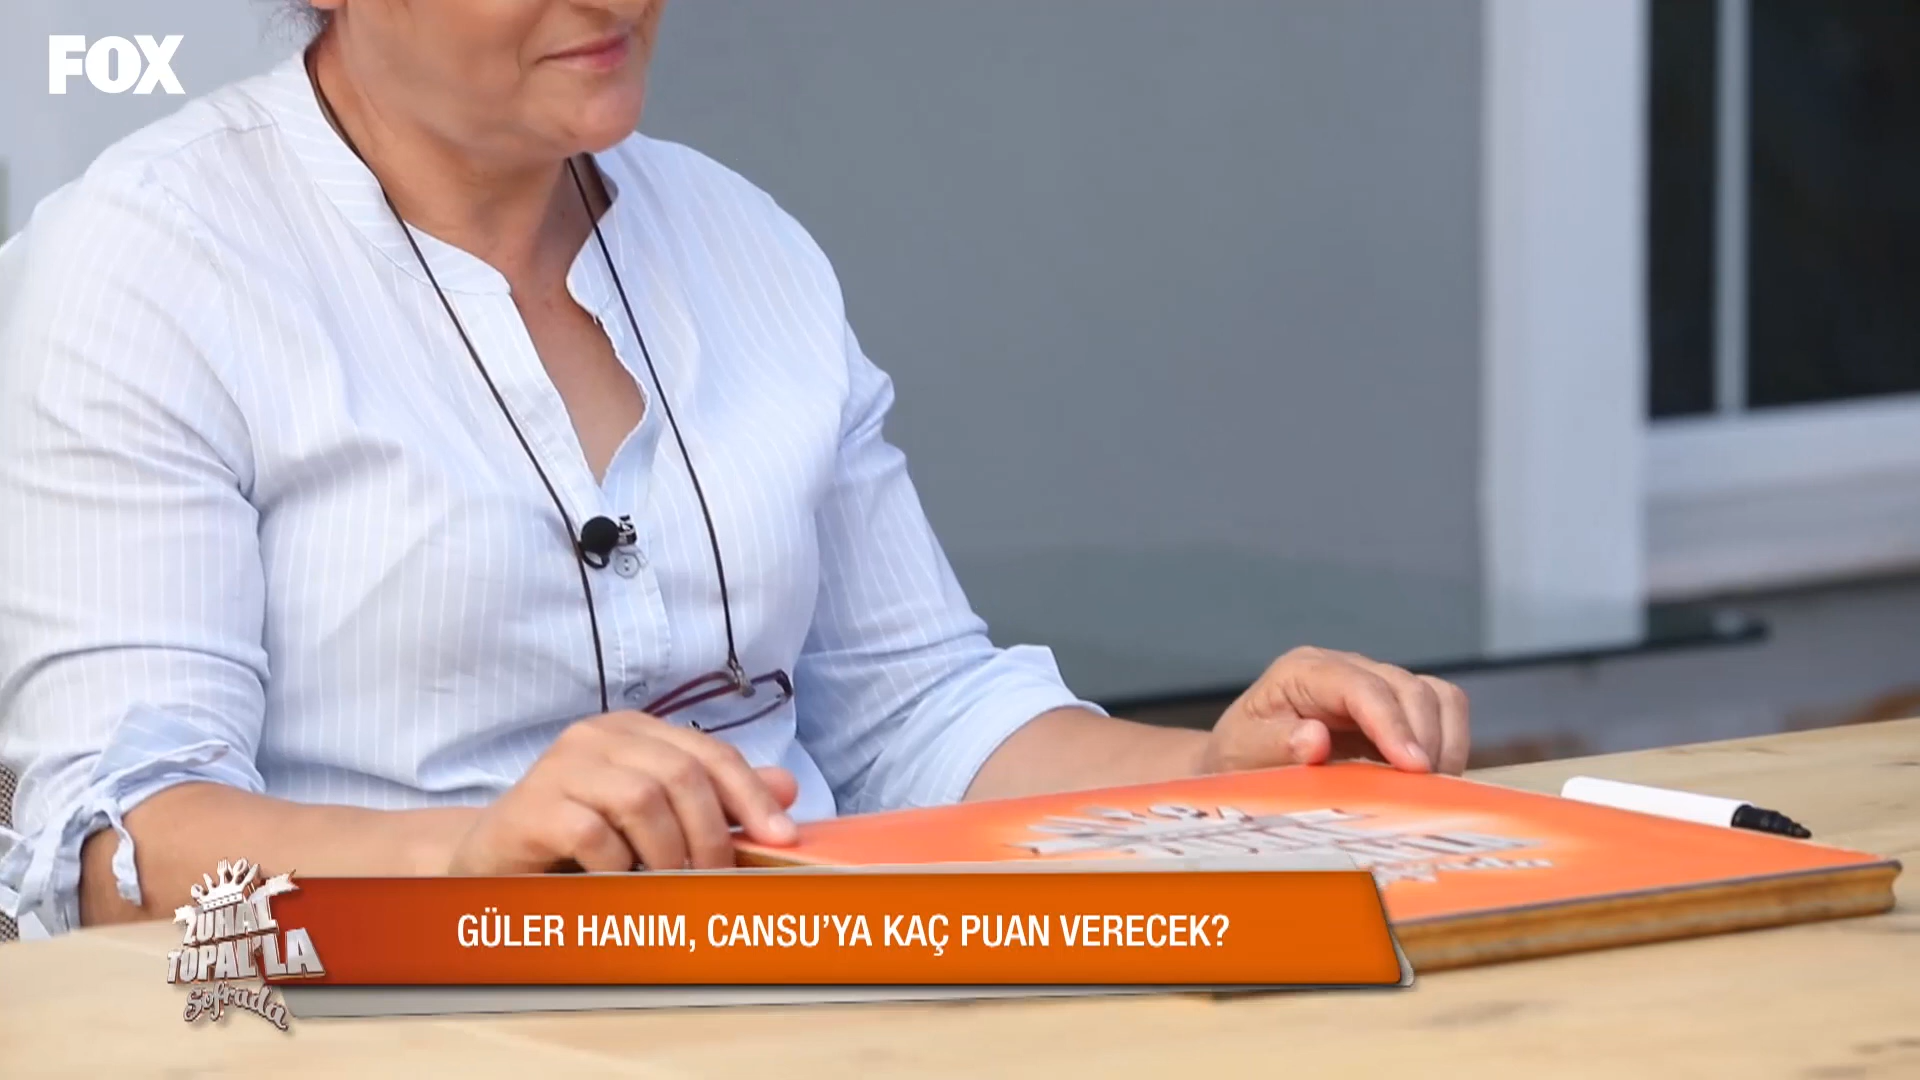 FOX
GÜLER HANIM, CANSU’YA KAÇ PUAN VERECEK?
ZUHAL
TOPAL'LA
Sofrada